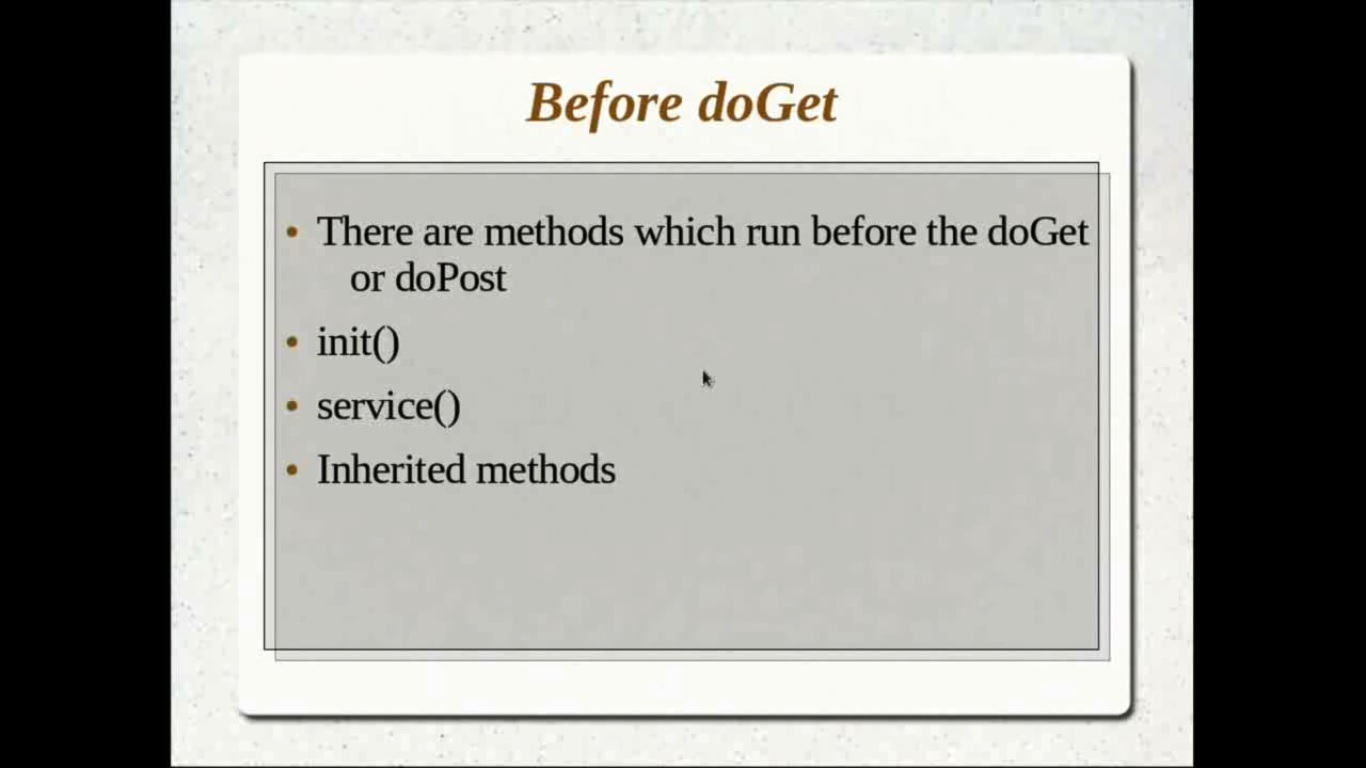 Before doGet
• There are methods which run before the doGet
or doPost
• init()
• service()
• Inherited methods